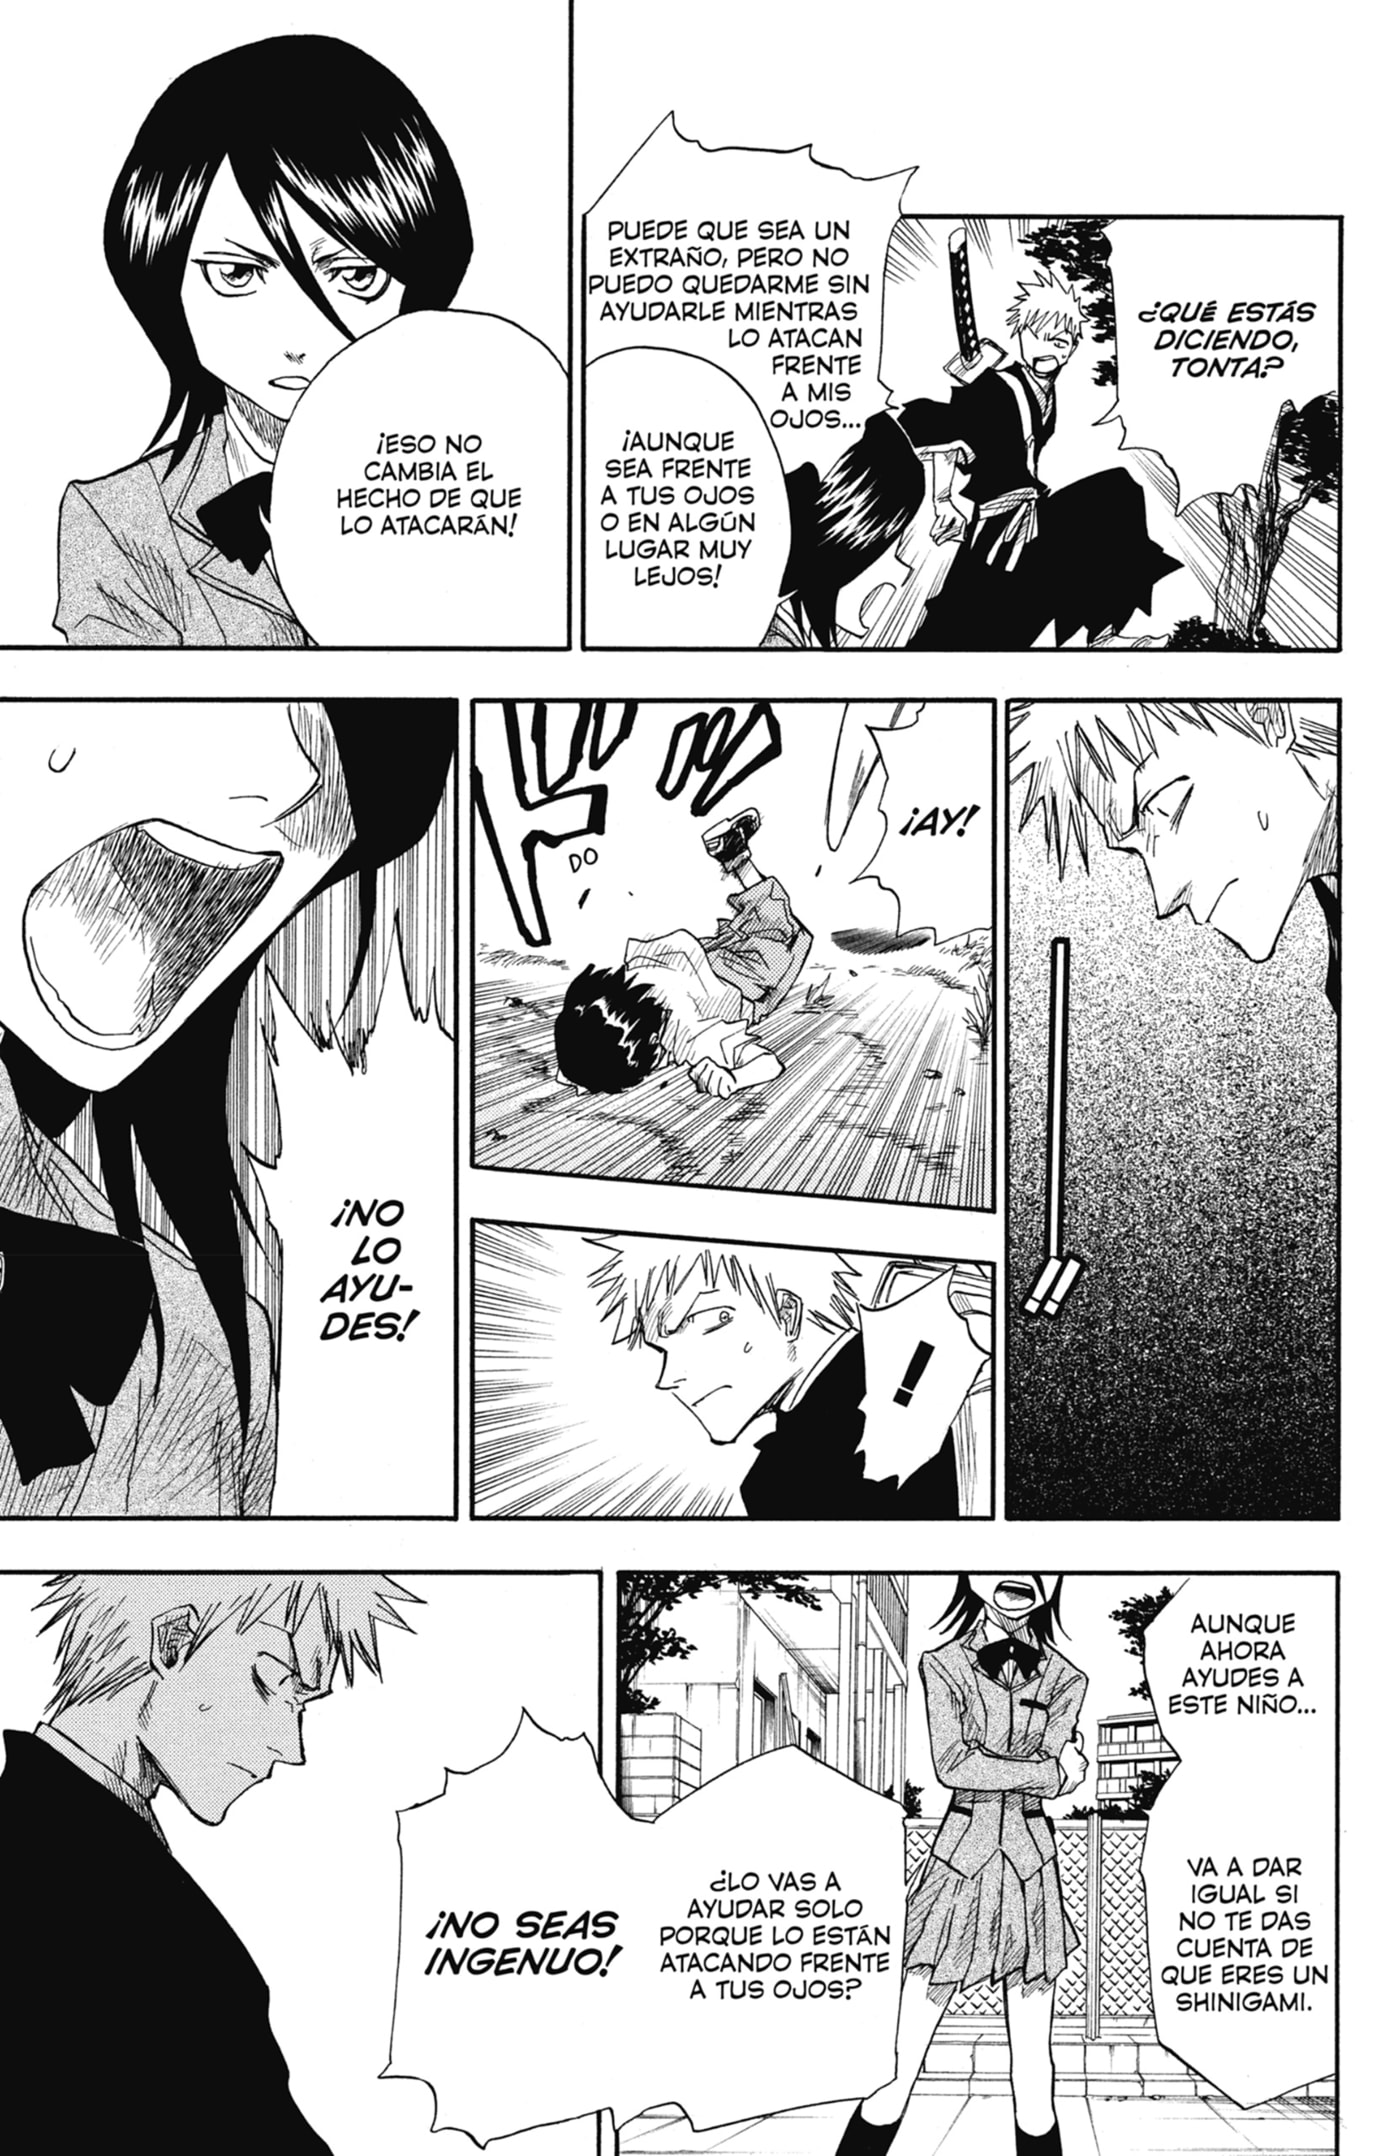 ¿QUÉ ESTÁS
DICIENDO,
TONTA?
PUEDE QUE SEA UN
EXTRAÑO, PERO NO
PUEDO QUEDARME SIN
AYUDARLE MIENTRAS
LO ATACAN
FRENTE
A MIS
OJOS...
¡AUNQUE
SEA FRENTE
A TUS OJOS
O EN ALGÚN
LUGAR MUY
LEJOS!
¡ESO NO
CAMBIA EL
HECHO DE QUE
LO ATACARÁN!
!!
¡AY!
DO
!
¡NO
LO
AYU-
DES!
AUNQUE
AHORA
AYUDES A
ESTE NIÑO...
VA A DAR
IGUAL SI
NO TE DAS
CUENTA DE
QUE ERES UN
SHINIGAMI.
¿LO VAS A
AYUDAR SOLO
PORQUE LO ESTÁN
ATACANDO FRENTE
A TUS OJOS?
¡NO SEAS
INGENUO!